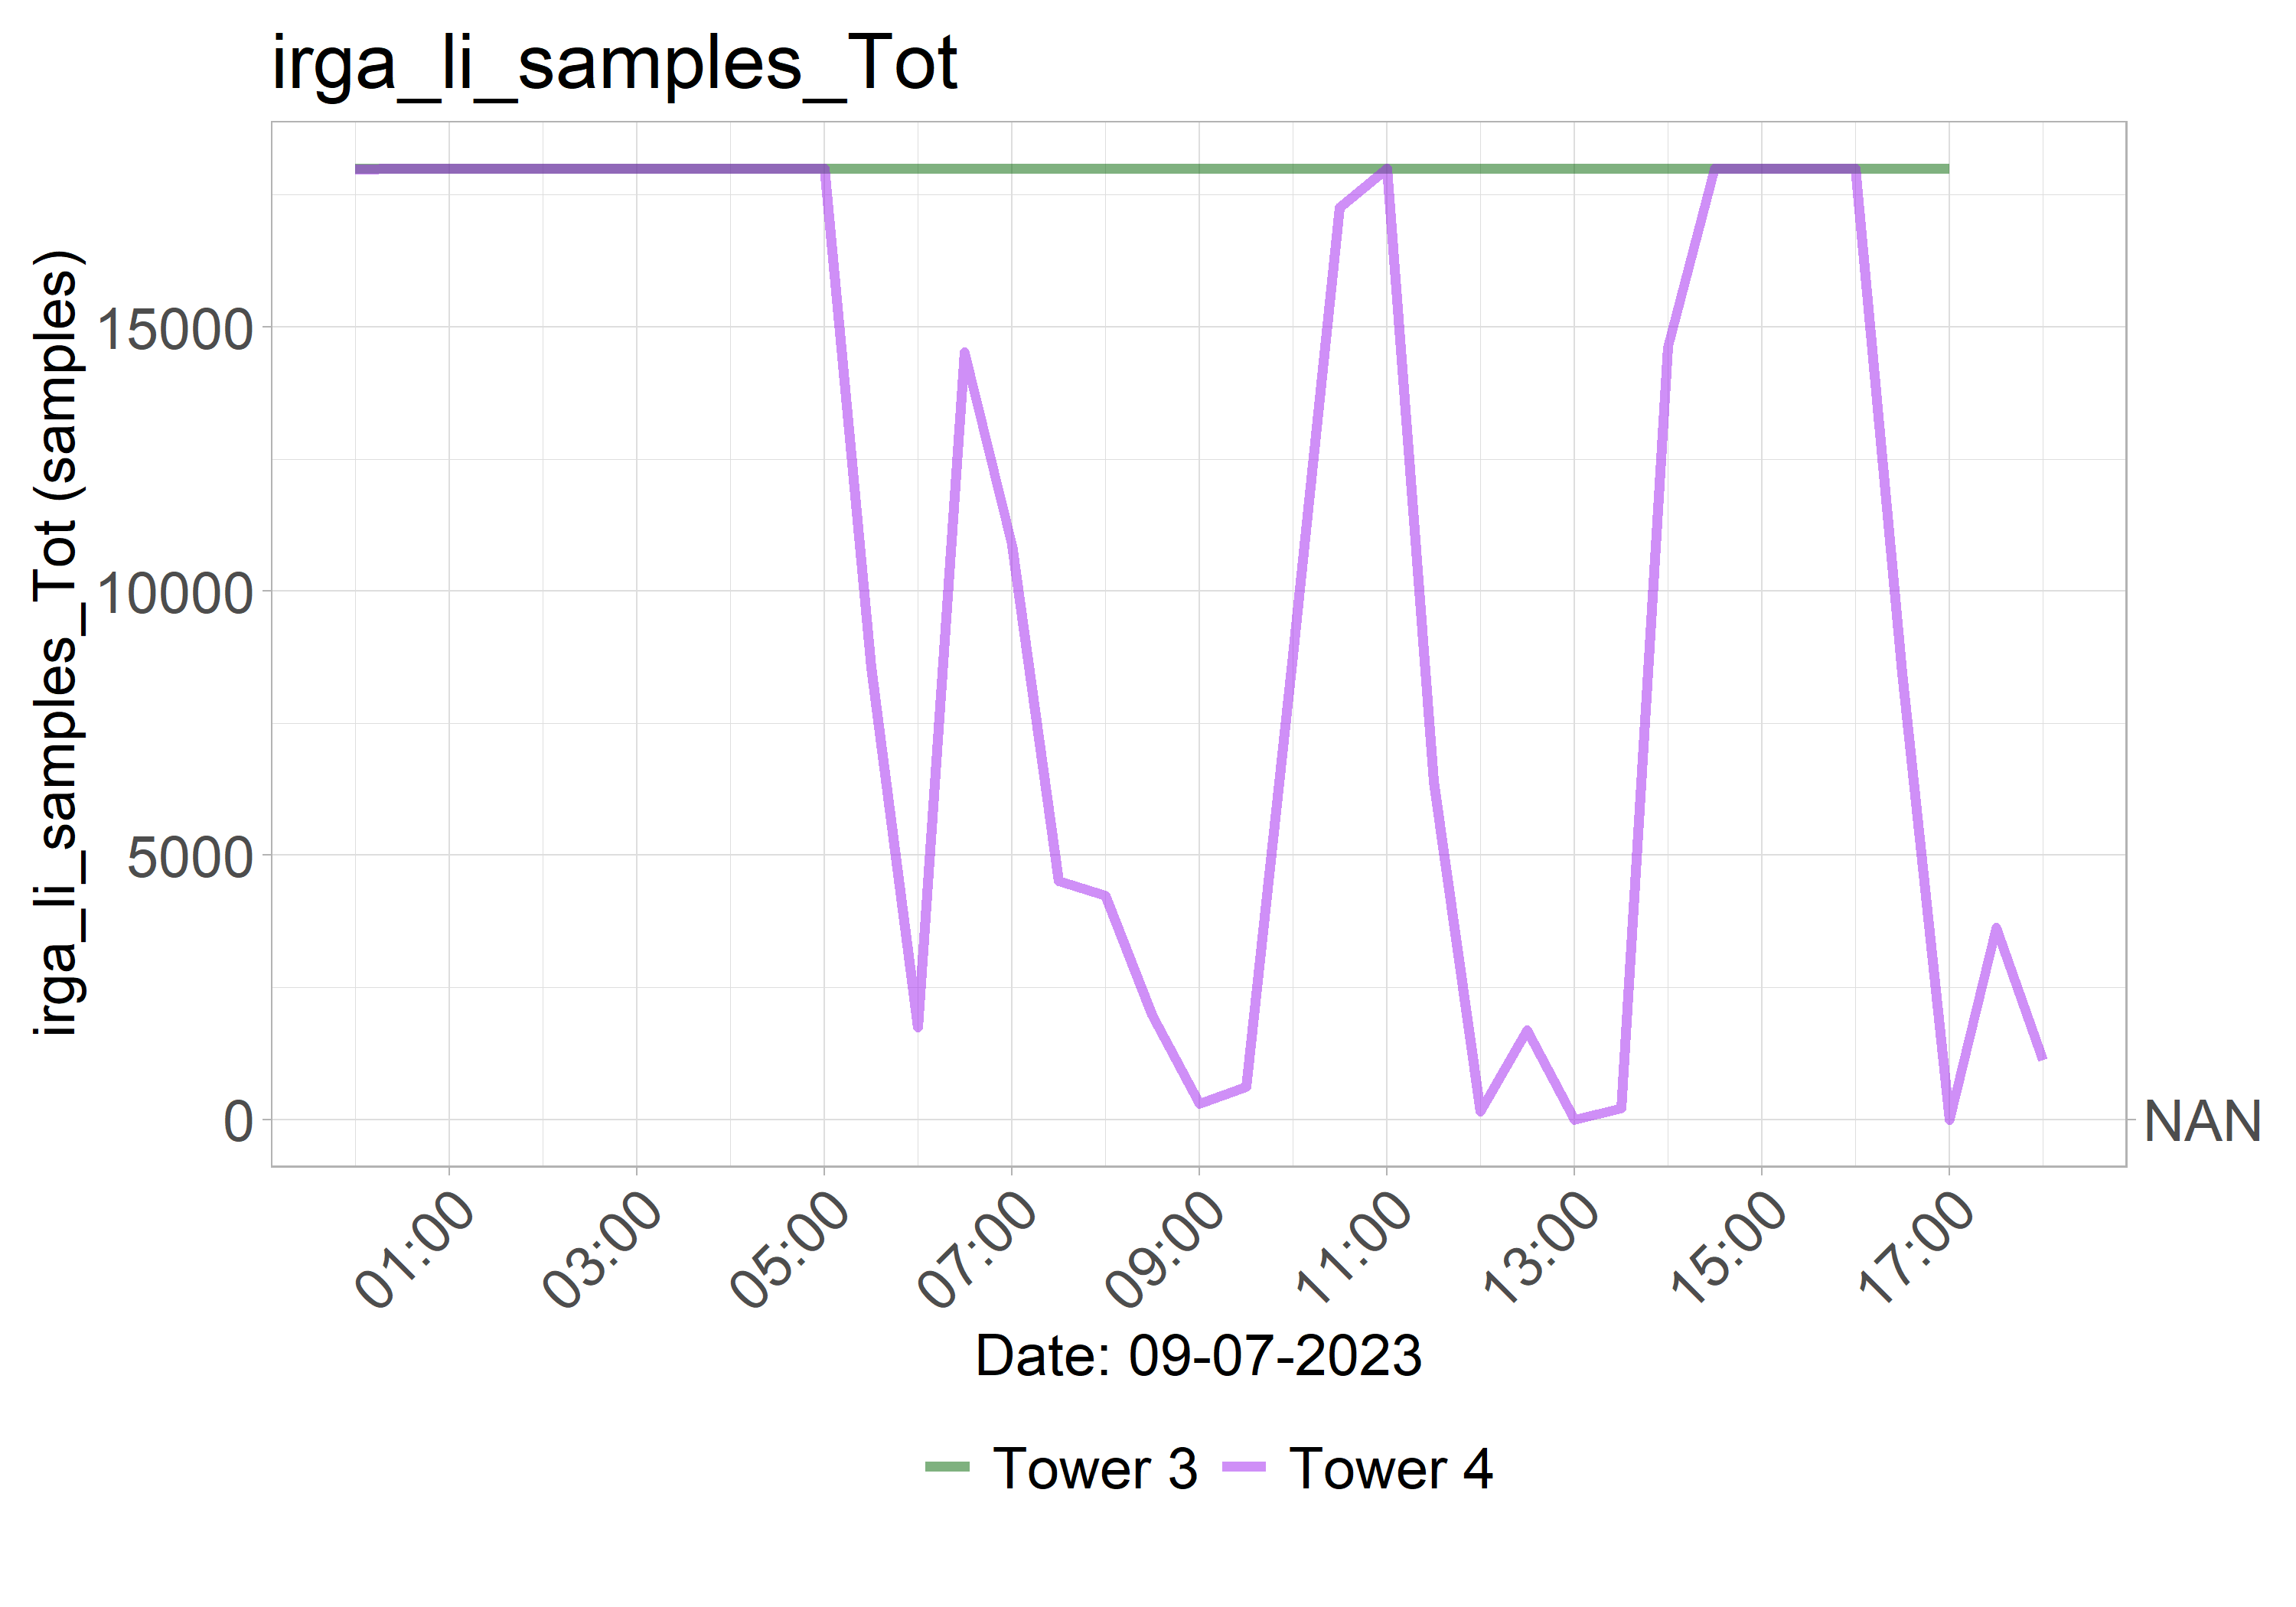 irga_li_samples_Tot
irga_li_samples_Tot (samples)
15000
10000
5000
0
NAN
01:00
03:00
05:00
07:00
09:00
11:00
13:00
15:00
17:00
Date: 09-07-2023
Tower 3
Tower 4